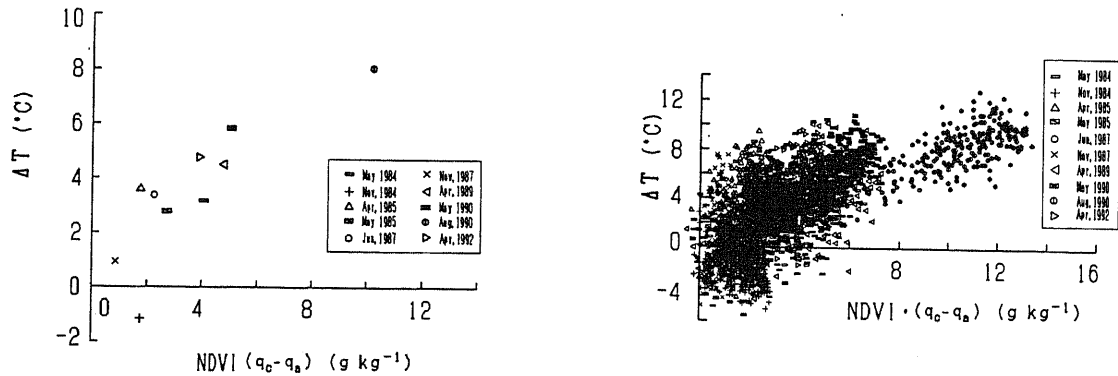 10
8
6
4
2
0
-2
ΔT (°C)
0 4 8 12
NDVI(qc-qa) (g kg-1)
May 1984
Nov,1984
Apr,1985
May 1985
Jun,1987
Nov,1987
Apr,1989
May 1990
Aug,1990
Apr,1992
12
8
4
0
-4
ΔT (°C)
8 12 16
NDVI·(qc-qa) (g kg-1)
May 1984
Nov,1984
Apr,1985
May 1985
Jun,1987
Nov,1987
Apr,1989
May 1990
Aug,1990
Apr,1992